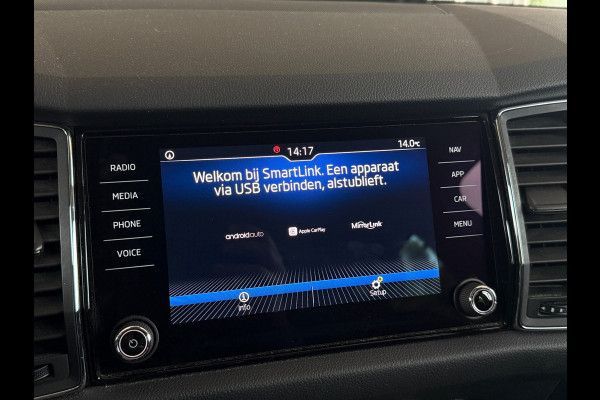 14:17
14.0°C
Welkom bij SmartLink. Een apparaat
via USB verbinden, alstublieft.
androidauto
Apple CarPlay
MirrorLink
Info
Setup
RADIO
MEDIA
PHONE
VOICE
NAV
APP
CAR
MENU